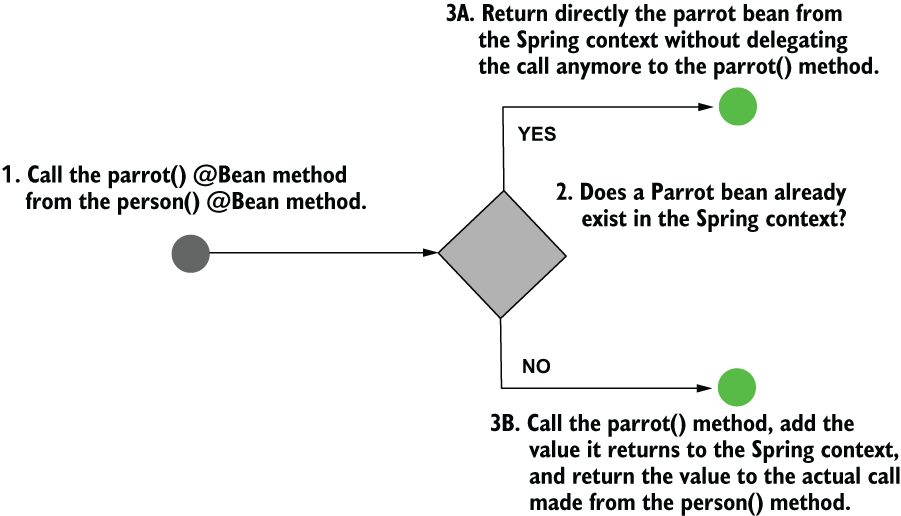 3A. Return directly the parrot bean from
the Spring context without delegating
the call anymore to the parrot() method.
YES
1. Call the parrot() @Bean method
from the person() @Bean method.
2. Does a Parrot bean already
exist in the Spring context?
NO
3B. Call the parrot() method, add the
value it returns to the Spring context,
and return the value to the actual call
made from the person() method.